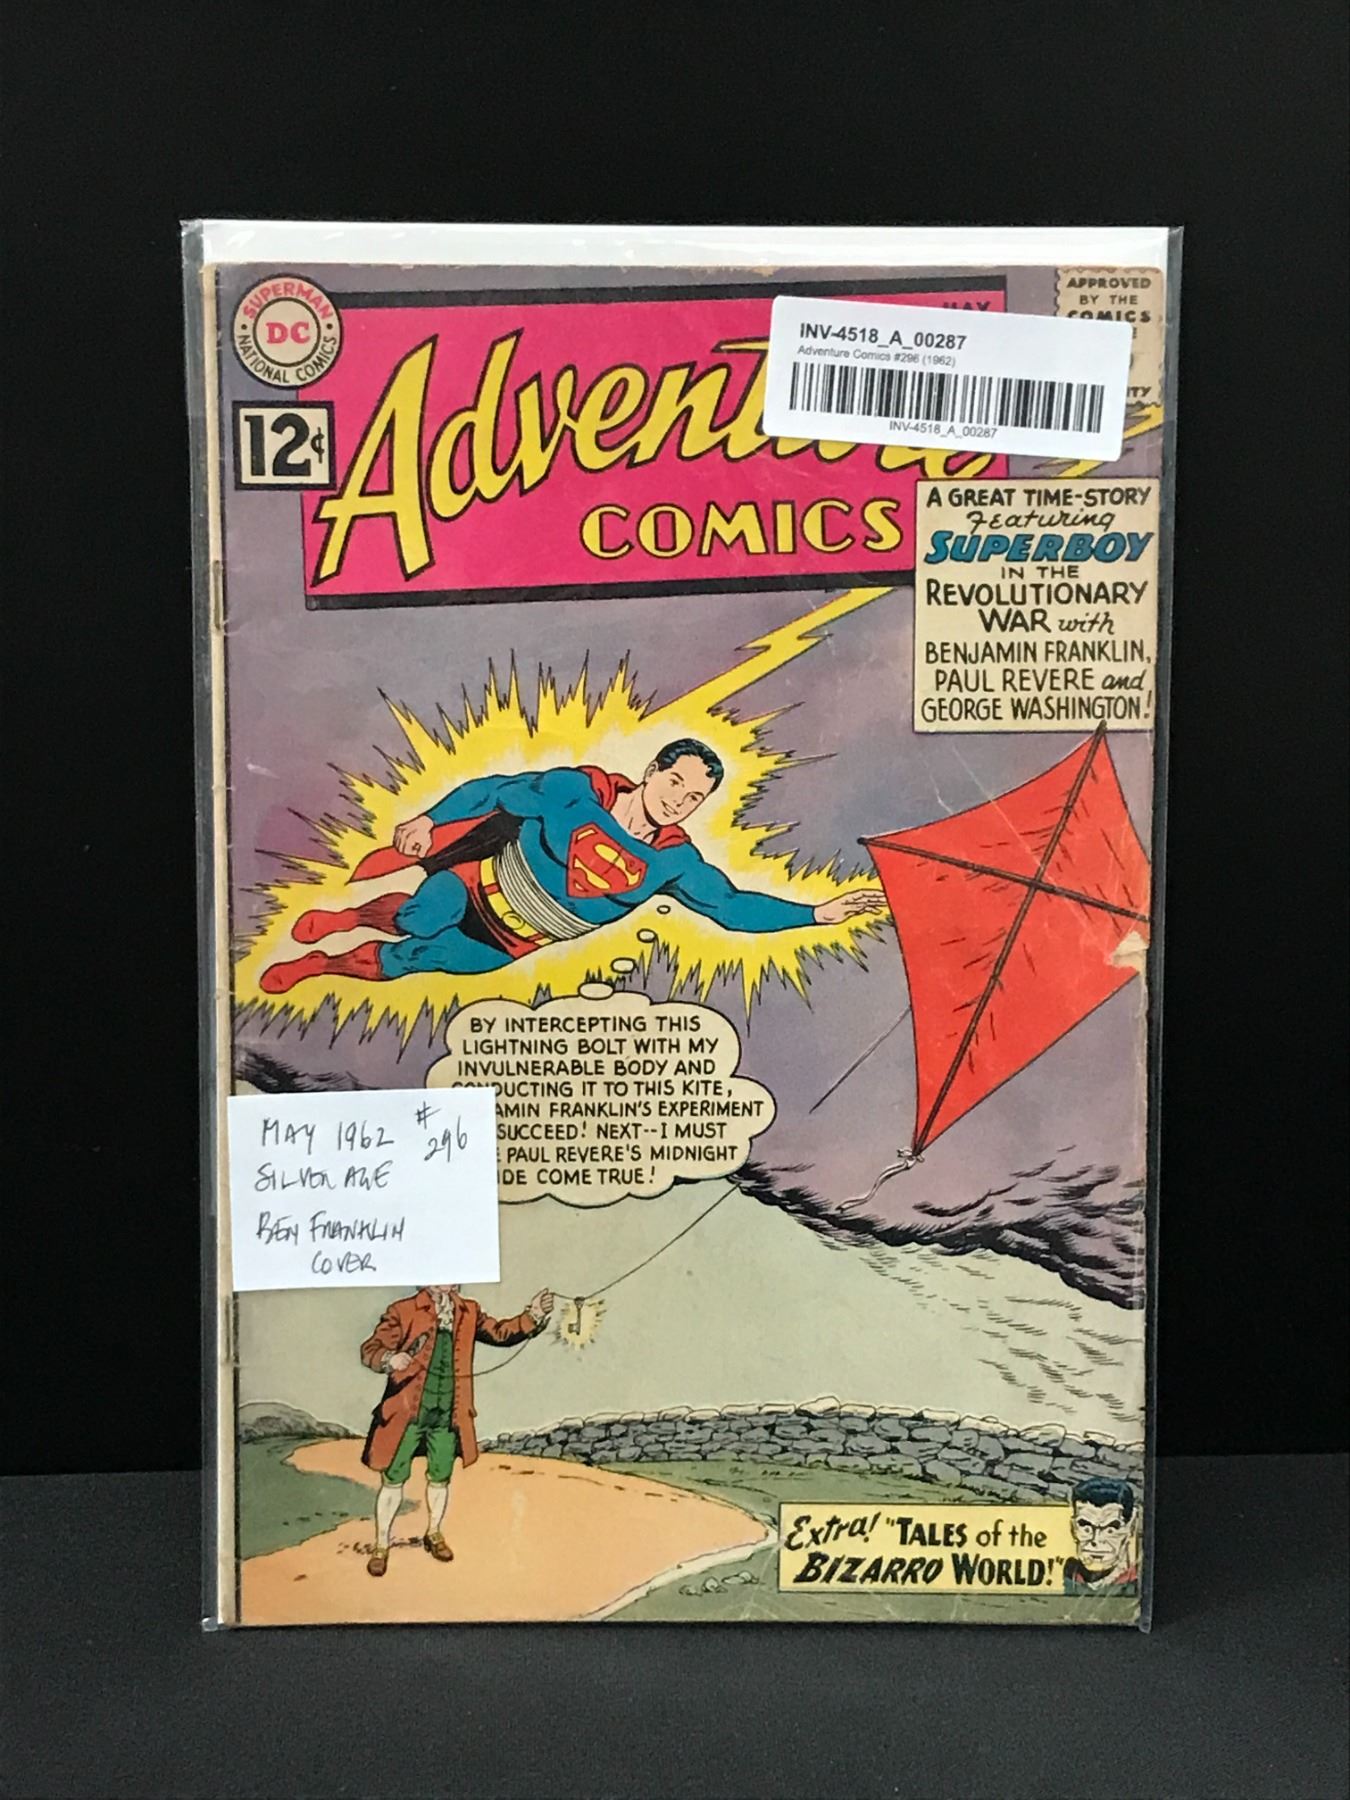 SUPERMAN
DC
NATIONAL COMICS
12¢
Adventure
COMICS
MAY
APPROVED
BY THE
COMICS
INV-4518_A_00287
Adventure Comics #296 (1962)
INV-4518_A_00287
A GREAT TIME-STORY
Featuring
SUPERBOY
IN THE
REVOLUTIONARY
WAR with
BENJAMIN FRANKLIN,
PAUL REVERE and
GEORGE WASHINGTON!
BY INTERCEPTING THIS
LIGHTNING BOLT WITH MY
INVULNERABLE BODY AND
CONDUCTING IT TO THIS KITE,
AMIN FRANKLIN'S EXPERIMENT
SUCCEED! NEXT--I MUST
PAUL REVERE'S MIDNIGHT
IDE COME TRUE!
MAY 1962 #296
SILVER AGE
BEN FRANKLIN
COVER
Extra! "TALES of the
BIZARRO WORLD!"